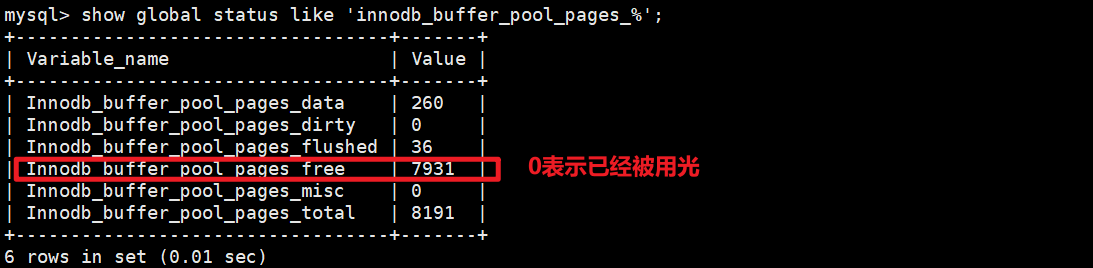 mysql> show global status like 'innodb_buffer_pool_pages_%';
+----------------------------------+-------+
| Variable_name                    | Value |
+----------------------------------+-------+
| Innodb_buffer_pool_pages_data    | 260   |
| Innodb_buffer_pool_pages_dirty   | 0     |
| Innodb_buffer_pool_pages_flushed | 36    |
| Innodb_buffer_pool_pages_free    | 7931  | 0表示已经被用光
| Innodb_buffer_pool_pages_misc    | 0     |
| Innodb_buffer_pool_pages_total   | 8191  |
+----------------------------------+-------+
6 rows in set (0.01 sec)